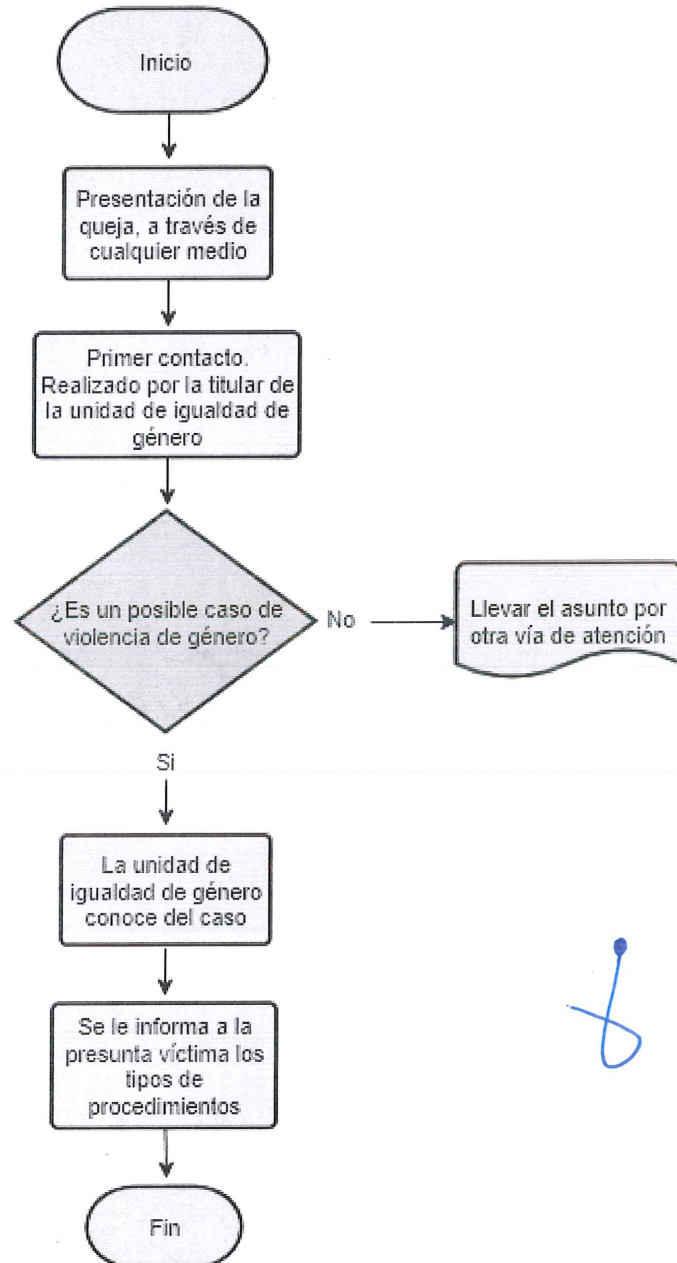 Inicio
Presentación de la
queja, a través de
cualquier medio
Primer contacto.
Realizado por la titular de
la unidad de igualdad de
género
¿Es un posible caso de
violencia de género?
No
Llevar el asunto por
otra vía de atención
Si
La unidad de
igualdad de género
conoce del caso
Se le informa a la
presunta víctima los
tipos de
procedimientos
Fin